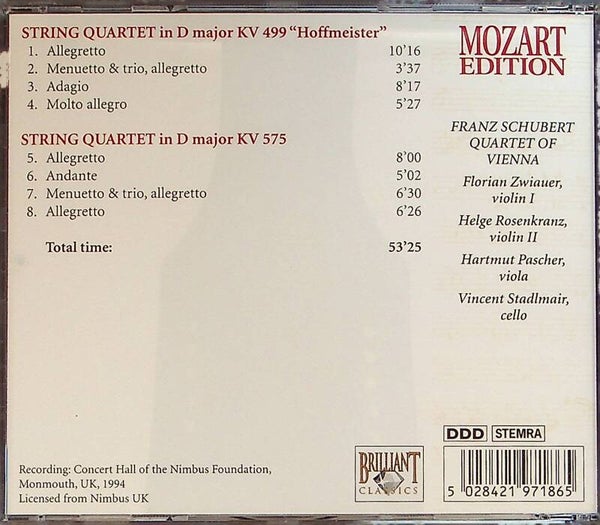 STRING QUARTET in D major KV 499 “Hoffmeister”
1. Allegretto 10’16
2. Menuetto & trio, allegretto 3’37
3. Adagio 8’17
4. Molto allegro 5’27
STRING QUARTET in D major KV 575
5. Allegretto 8’00
6. Andante 5’02
7. Menuetto & trio, allegretto 6’30
8. Allegretto 6’26
Total time: 53’25
MOZART
EDITION
FRANZ SCHUBERT
QUARTET OF
VIENNA
Florian Zwiauer,
violin I
Helge Rosenkranz,
violin II
Hartmut Pascher,
viola
Vincent Stadlmair,
cello
Recording: Concert Hall of the Nimbus Foundation,
Monmouth, UK, 1994
Licensed from Nimbus UK
BRILLIANT
CLASSICS
DDD STEMRA
5 028421 971865